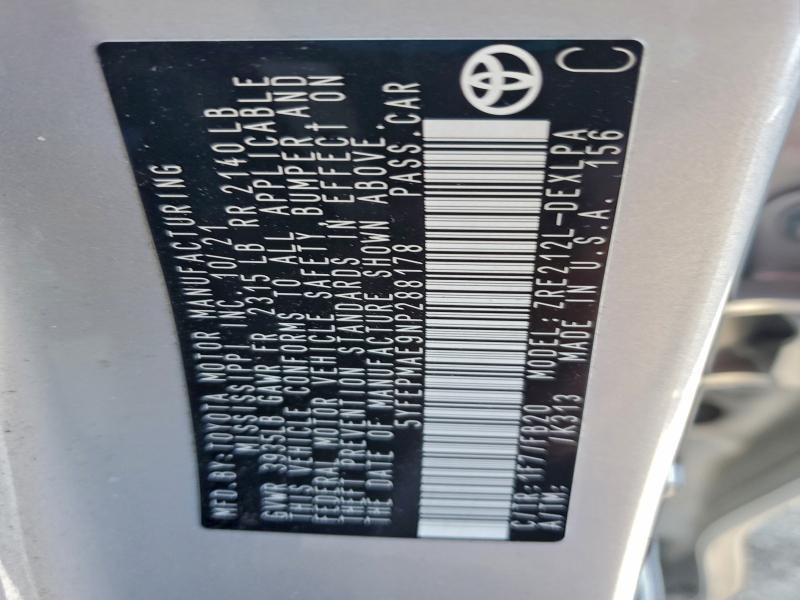 MFD.BY:TOYOTA MOTOR MANUFACTURING
MISSISSIPPI INC. 10/21
GVWR 3935LB GAWR FR 2315 LB RR 2140LB
THIS VEHICLE CONFORMS TO ALL APPLICABLE
FEDERAL MOTOR VEHICLE SAFETY BUMPER AND
THEFT PREVENTION STANDARDS IN EFFECT ON
THE DATE OF MANUFACTURE SHOWN ABOVE.
5YFEPMAE9NP288178 PASS.CAR
C/TR:1F7/FB20 MODEL:ZRE212L-DEXLPA
A/TM: /K313 MADE IN U.S.A. 156
C